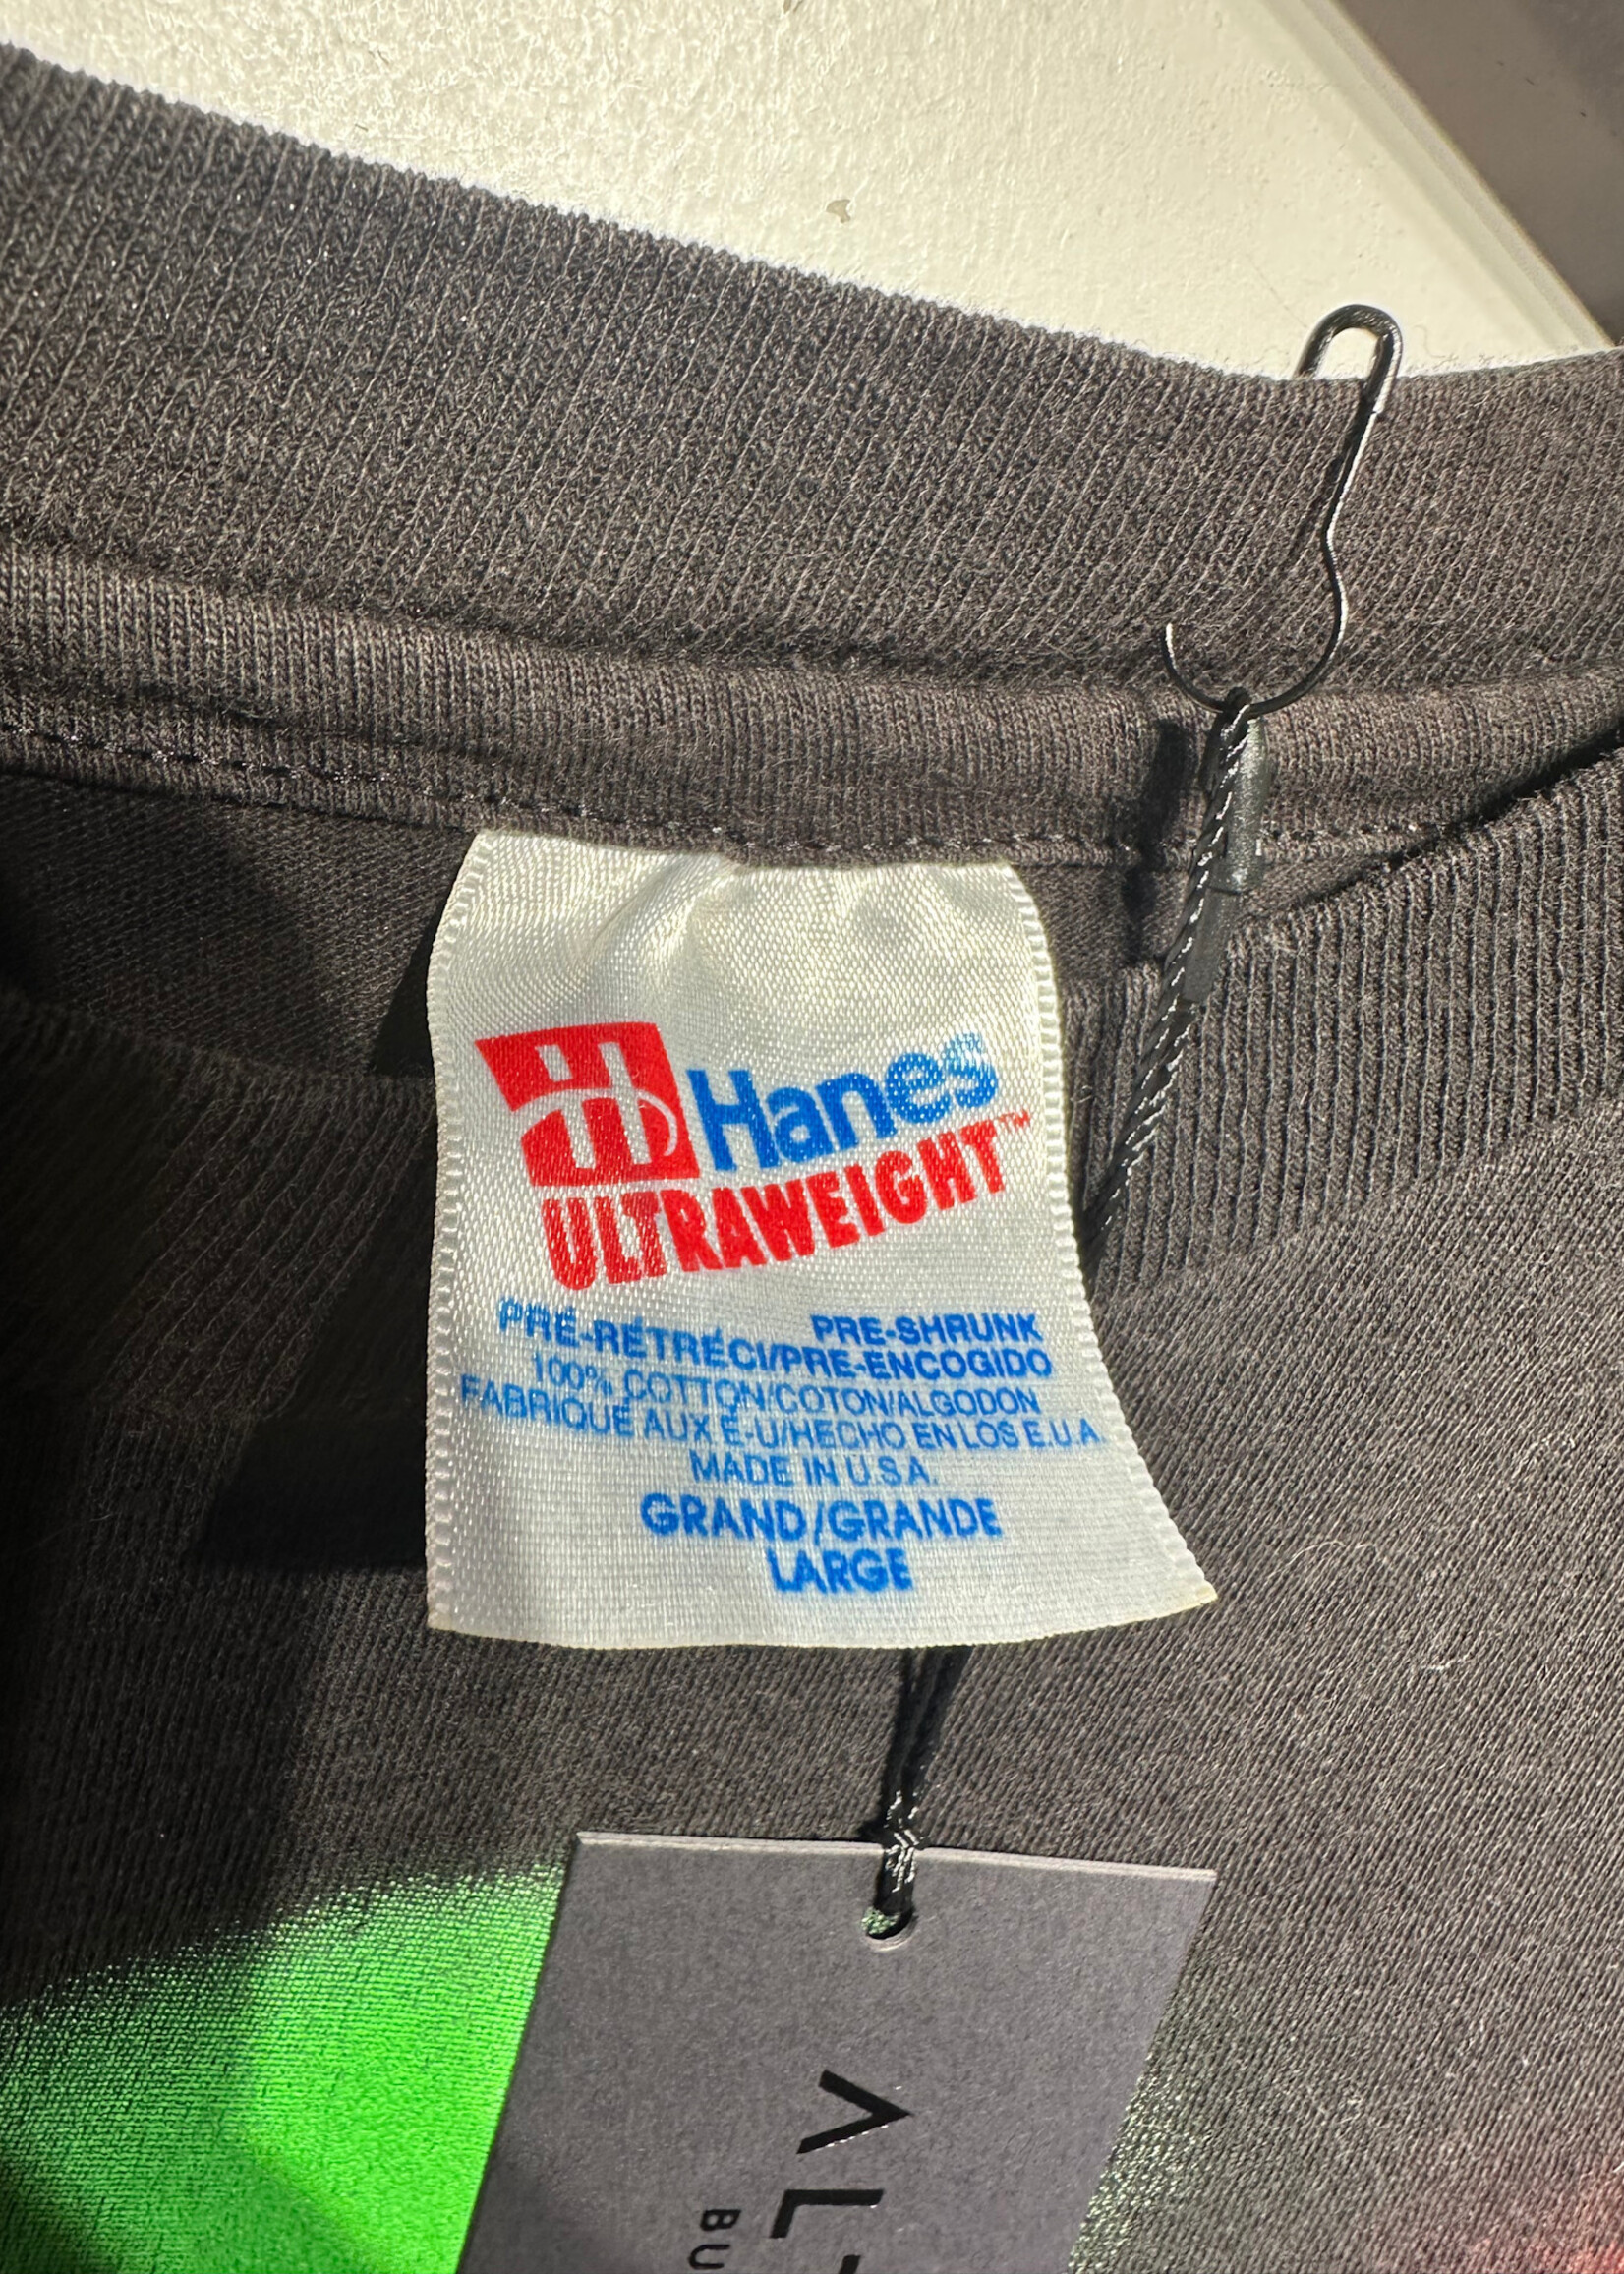 Hanes
ULTRAWEIGHT™
PRE-SHRUNK
PRÉ-RÉTRÉCI/PRE-ENCOGIDO
100% COTTON/COTON/ALGODON
FABRIQUÉ AUX É-U/HECHO EN LOS E.U.A.
MADE IN U.S.A.
GRAND/GRANDE
LARGE